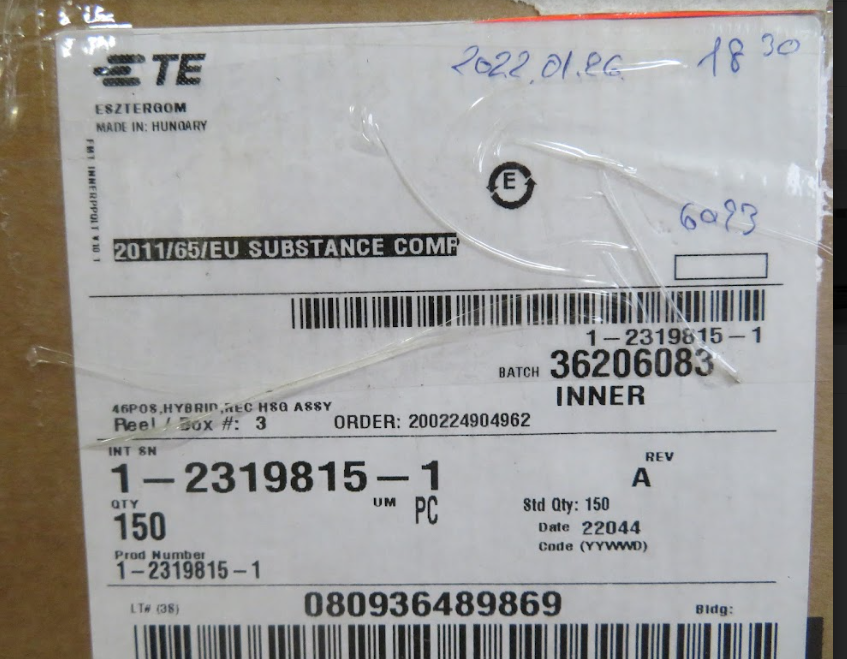 TE
2022.01.26 18 30
ESZTERGOM
MADE IN: HUNGARY
E
6093
2011/65/EU SUBSTANCE COMP
1-2319815-1
BATCH 36206083
INNER
46POS,HYBRID,REC HSG ASSY
Reel / Box #: 3 ORDER: 200224904962
INT SN
REV
1-2319815-1
A
UM PC
QTY
150
Std Qty: 150
Date 22044
Code (YYWWD)
Prod Number
1-2319815-1
LT# (3S) 080936489869 Bldg: